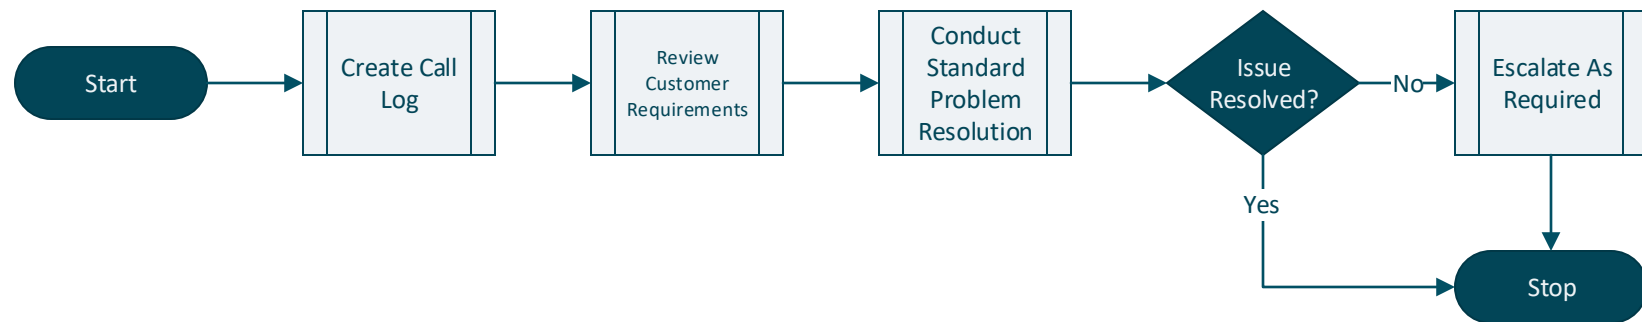 Start
Create Call
Log
Review
Customer
Requirements
Conduct
Standard
Problem
Resolution
Issue
Resolved?
No
Escalate As
Required
Yes
Stop